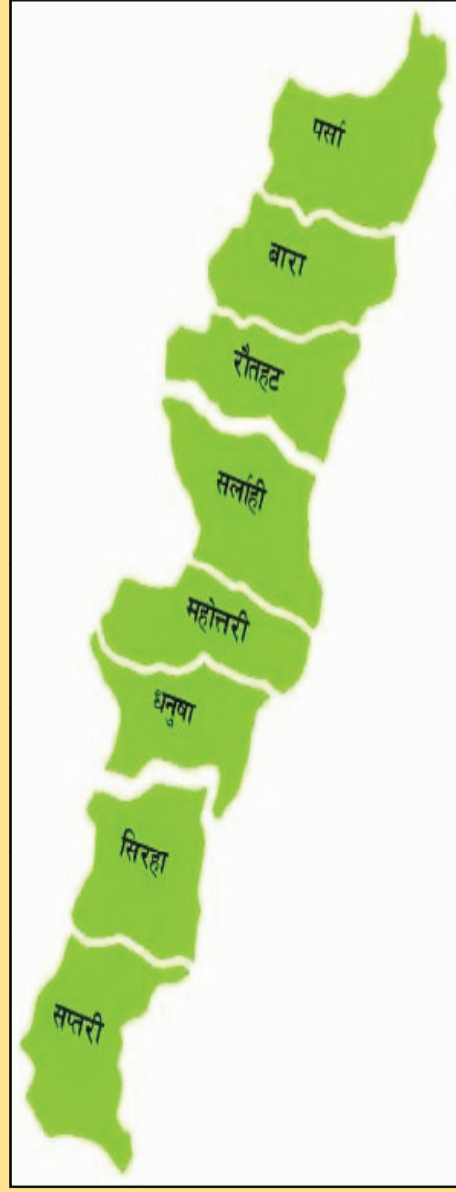 पर्सा
बारा
रौतहट
सर्लाही
महोत्तरी
धनुषा
सिरहा
सप्तरी